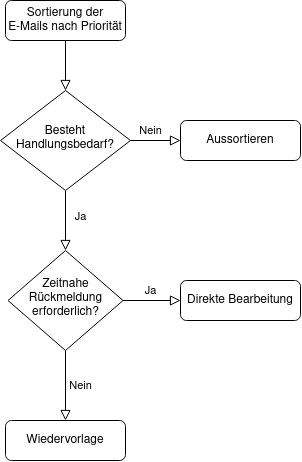 Sortierung der
E-Mails nach Priorität
Besteht
Handlungsbedarf?
Nein
Aussortieren
Ja
Zeitnahe
Rückmeldung
erforderlich?
Ja
Direkte Bearbeitung
Nein
Wiedervorlage